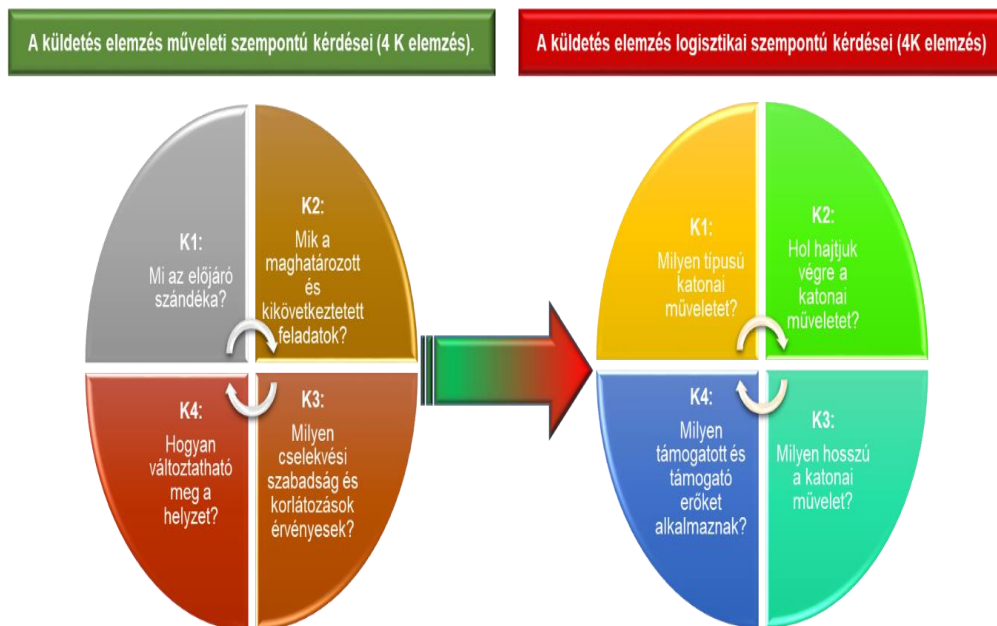 A küldetés elemzés műveleti szempontú kérdései (4 K elemzés).
A küldetés elemzés logisztikai szempontú kérdései (4K elemzés)
K1:
Mi az előjáró
szándéka?
K2:
Mik a
maghatározott
és
kikövetkeztetett
feladatok?
K4:
Hogyan
változtatható
meg a
helyzet?
K3:
Milyen
cselekvési
szabadság és
korlátozások
érvényesek?
K1:
Milyen típusú
katonai
műveletet?
K2:
Hol hajtjuk
végre a
katonai
műveletet?
K4:
Milyen
támogatott és
támogató
erőket
alkalmaznak?
K3:
Milyen hosszú
a katonai
művelet?